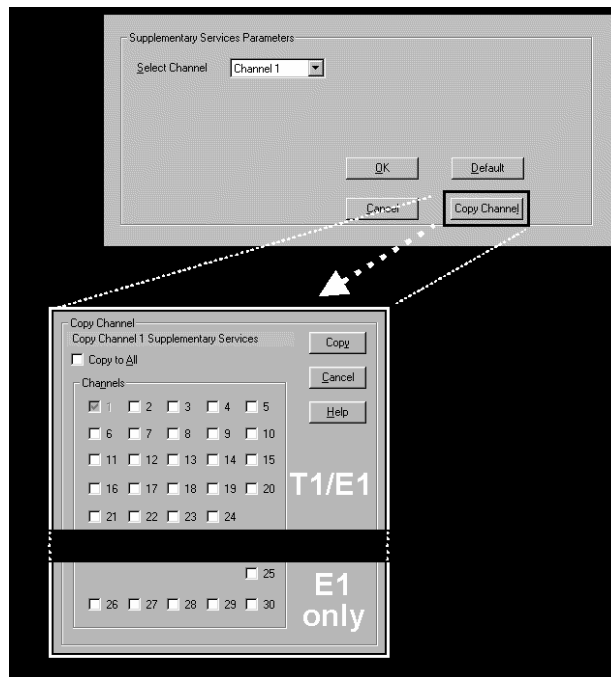 Supplementary Services Parameters
Select Channel Channel 1
OK Default
Cancel Copy Channel
Copy Channel
Copy Channel 1 Supplementary Services
Copy
Copy to All
Cancel
Channels
Help
1 2 3 4 5
6 7 8 9 10
11 12 13 14 15
16 17 18 19 20
T1/E1
21 22 23 24
25
E1
only
26 27 28 29 30